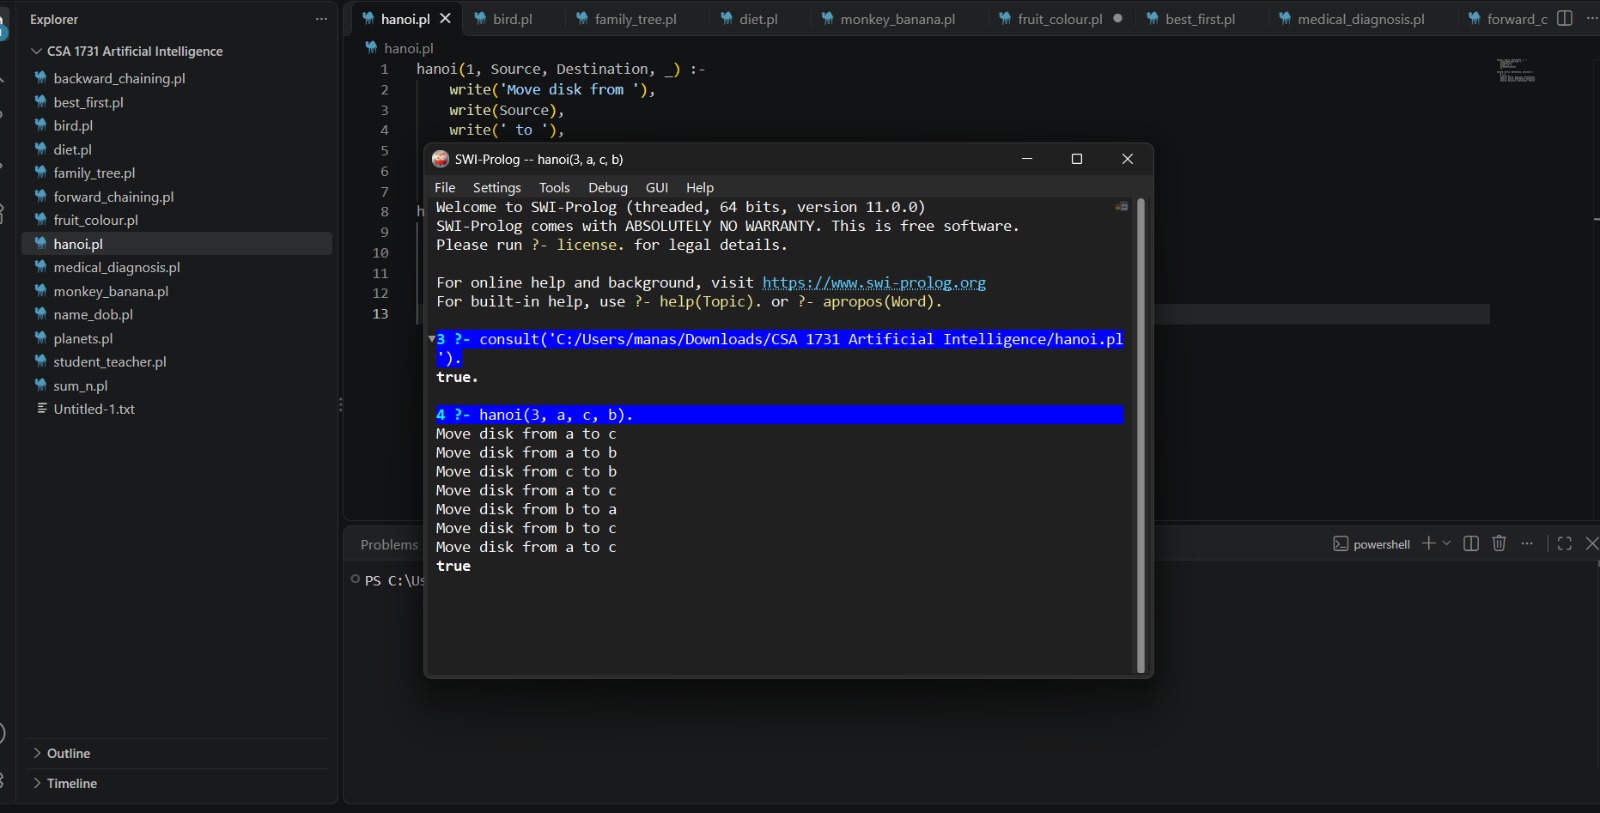 Explorer
CSA 1731 Artificial Intelligence
backward_chaining.pl
best_first.pl
bird.pl
diet.pl
family_tree.pl
forward_chaining.pl
fruit_colour.pl
hanoi.pl
medical_diagnosis.pl
monkey_banana.pl
name_dob.pl
planets.pl
student_teacher.pl
sum_n.pl
Untitled-1.txt
Outline
Timeline
hanoi.pl bird.pl family_tree.pl diet.pl monkey_banana.pl fruit_colour.pl best_first.pl medical_diagnosis.pl forward_c
hanoi.pl
1 hanoi(1, Source, Destination, _) :-
2 write('Move disk from '),
3 write(Source),
4 write(' to '),
5
6
7
8 h
9
10
11
12
13
SWI-Prolog -- hanoi(3, a, c, b)
File Settings Tools Debug GUI Help
Welcome to SWI-Prolog (threaded, 64 bits, version 11.0.0)
SWI-Prolog comes with ABSOLUTELY NO WARRANTY. This is free software.
Please run ?- license. for legal details.
For online help and background, visit https://www.swi-prolog.org
For built-in help, use ?- help(Topic). or ?- apropos(Word).
3 ?- consult('C:/Users/manas/Downloads/CSA 1731 Artificial Intelligence/hanoi.pl
').
true.
4 ?- hanoi(3, a, c, b).
Move disk from a to c
Move disk from a to b
Move disk from c to b
Move disk from a to c
Move disk from b to a
Move disk from b to c
Move disk from a to c
true
Problems
powershell
PS C:\Us